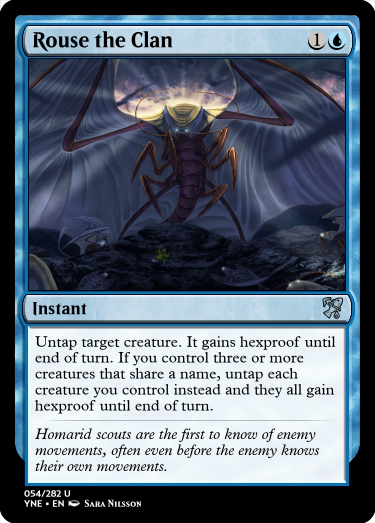 Rouse the Clan
1
Instant
Untap target creature. It gains hexproof until
end of turn. If you control three or more
creatures that share a name, untap each
creature you control instead and they all gain
hexproof until end of turn.
Homarid scouts are the first to know of enemy
movements, often even before the enemy knows
their own movements.
054/282 U
YNE • EN Sara Nilsson